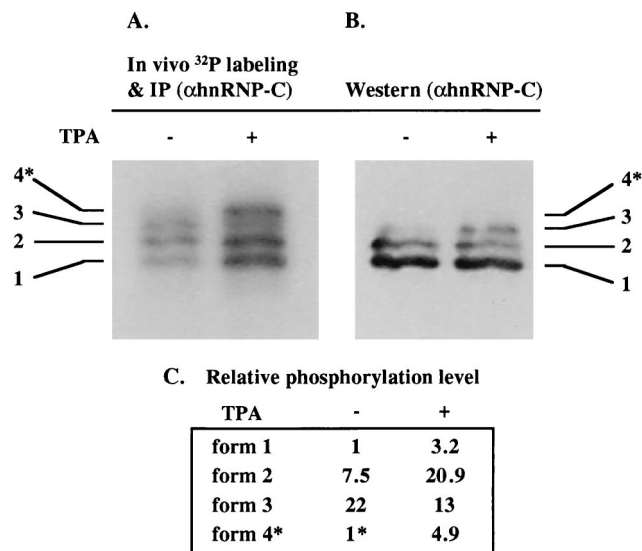 A.
B.
In vivo ³²P labeling
& IP (αhnRNP-C)
Western (αhnRNP-C)
TPA - + - +
4*
3
2
1
4*
3
2
1
C. Relative phosphorylation level
TPA - +
form 1 1 3.2
form 2 7.5 20.9
form 3 22 13
form 4* 1* 4.9